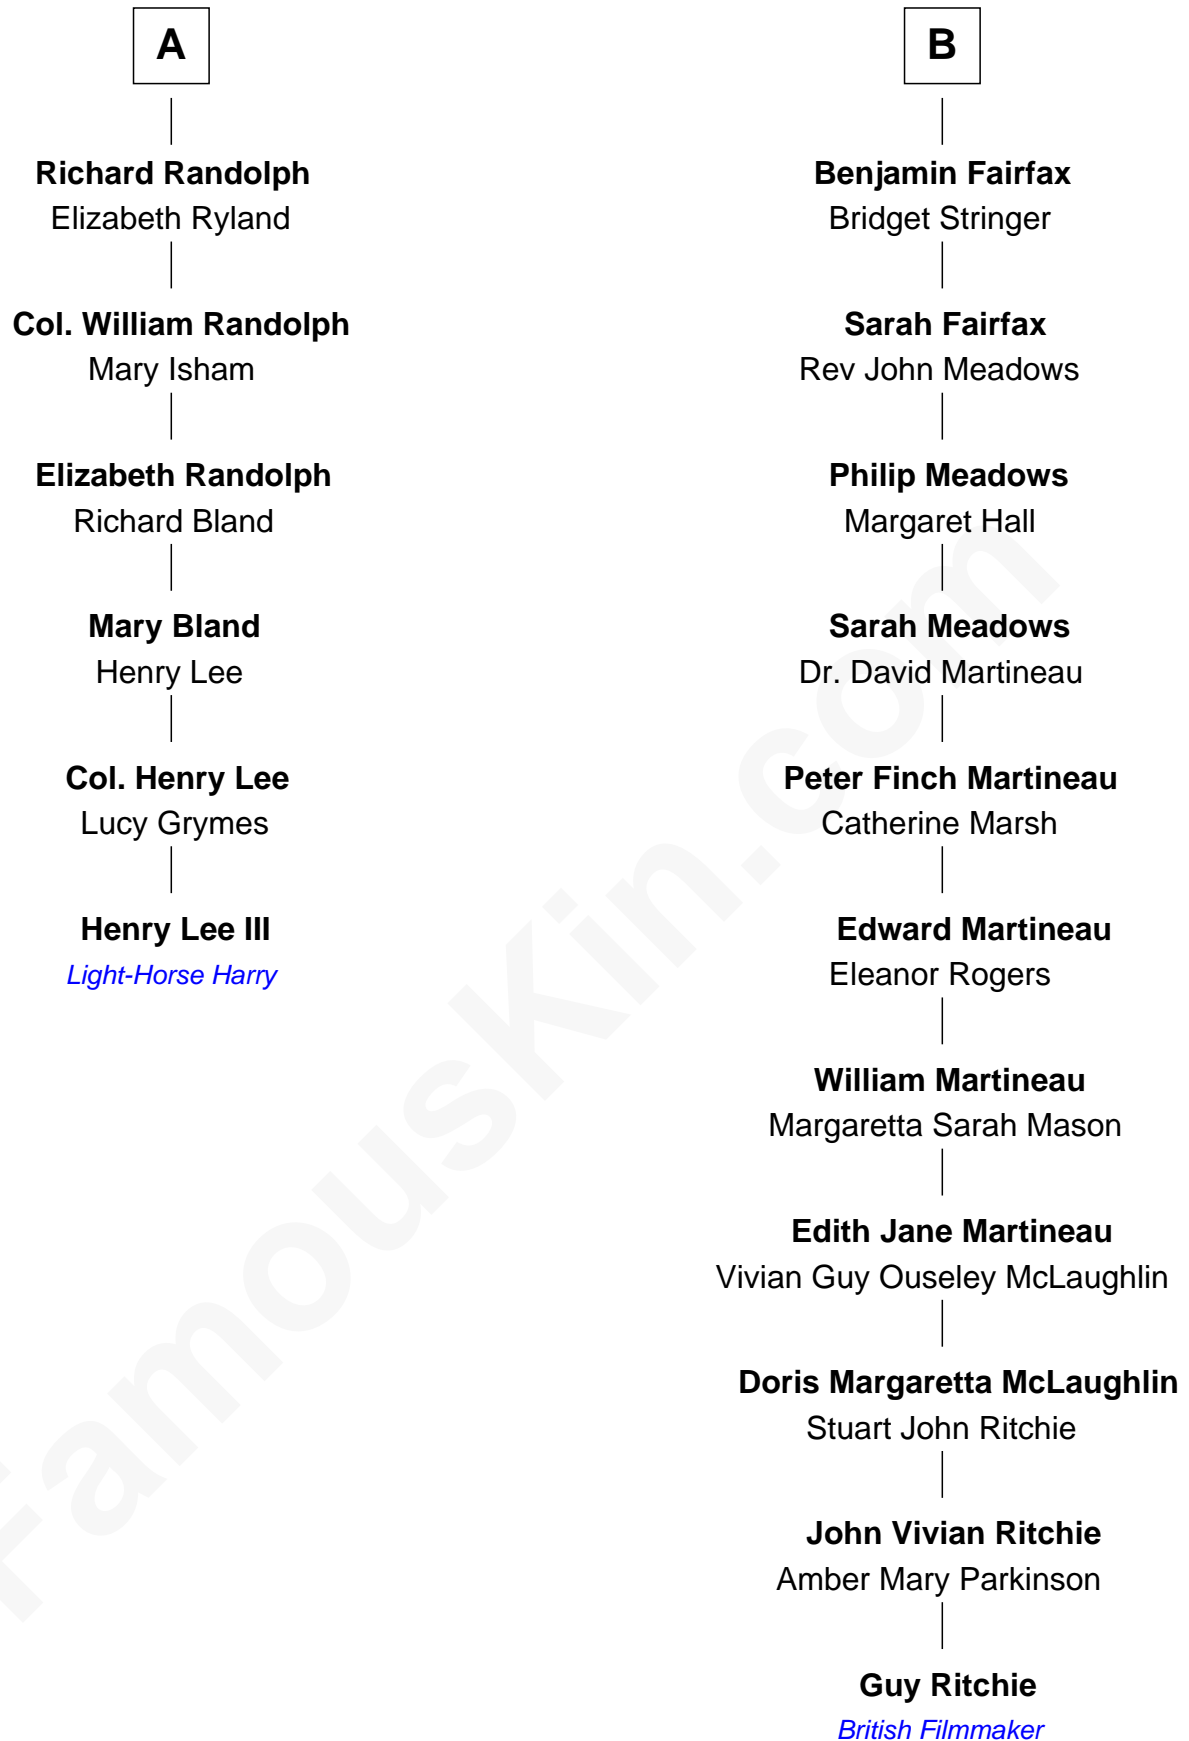 A
Richard Randolph
Elizabeth Ryland
Col. William Randolph
Mary Isham
Elizabeth Randolph
Richard Bland
Mary Bland
Henry Lee
Col. Henry Lee
Lucy Grymes
Henry Lee III
Light-Horse Harry
B
Benjamin Fairfax
Bridget Stringer
Sarah Fairfax
Rev John Meadows
Philip Meadows
Margaret Hall
Sarah Meadows
Dr. David Martineau
Peter Finch Martineau
Catherine Marsh
Edward Martineau
Eleanor Rogers
William Martineau
Margaretta Sarah Mason
Edith Jane Martineau
Vivian Guy Ouseley McLaughlin
Doris Margaretta McLaughlin
Stuart John Ritchie
John Vivian Ritchie
Amber Mary Parkinson
Guy Ritchie
British Filmmaker
FamousKin.com